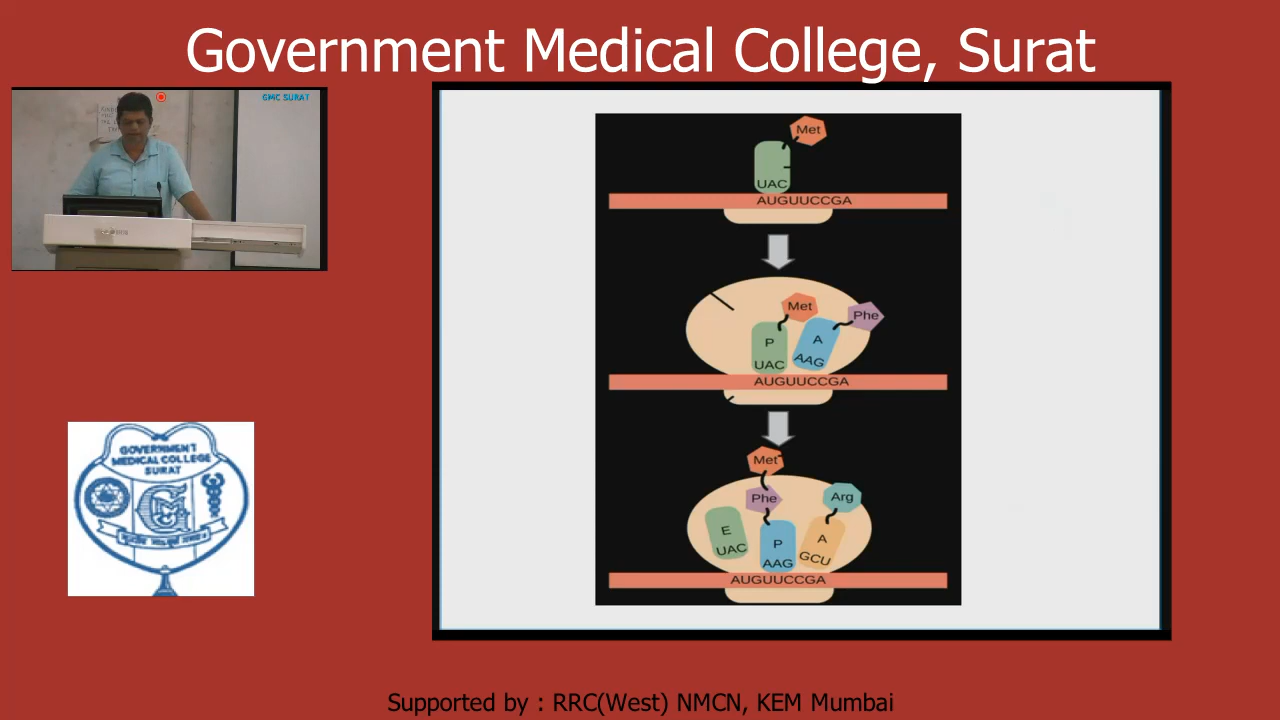 Government Medical College, Surat
GMC SURAT
Met
UAC
AUGUUCCGA
Met
Phe
P
A
UAC
AAG
AUGUUCCGA
Met
Phe
Arg
E
P
A
UAC
AAG
GCU
AUGUUCCGA
GOVERNMENT
MEDICAL COLLEGE
SURAT
Supported by : RRC(West) NMCN, KEM Mumbai